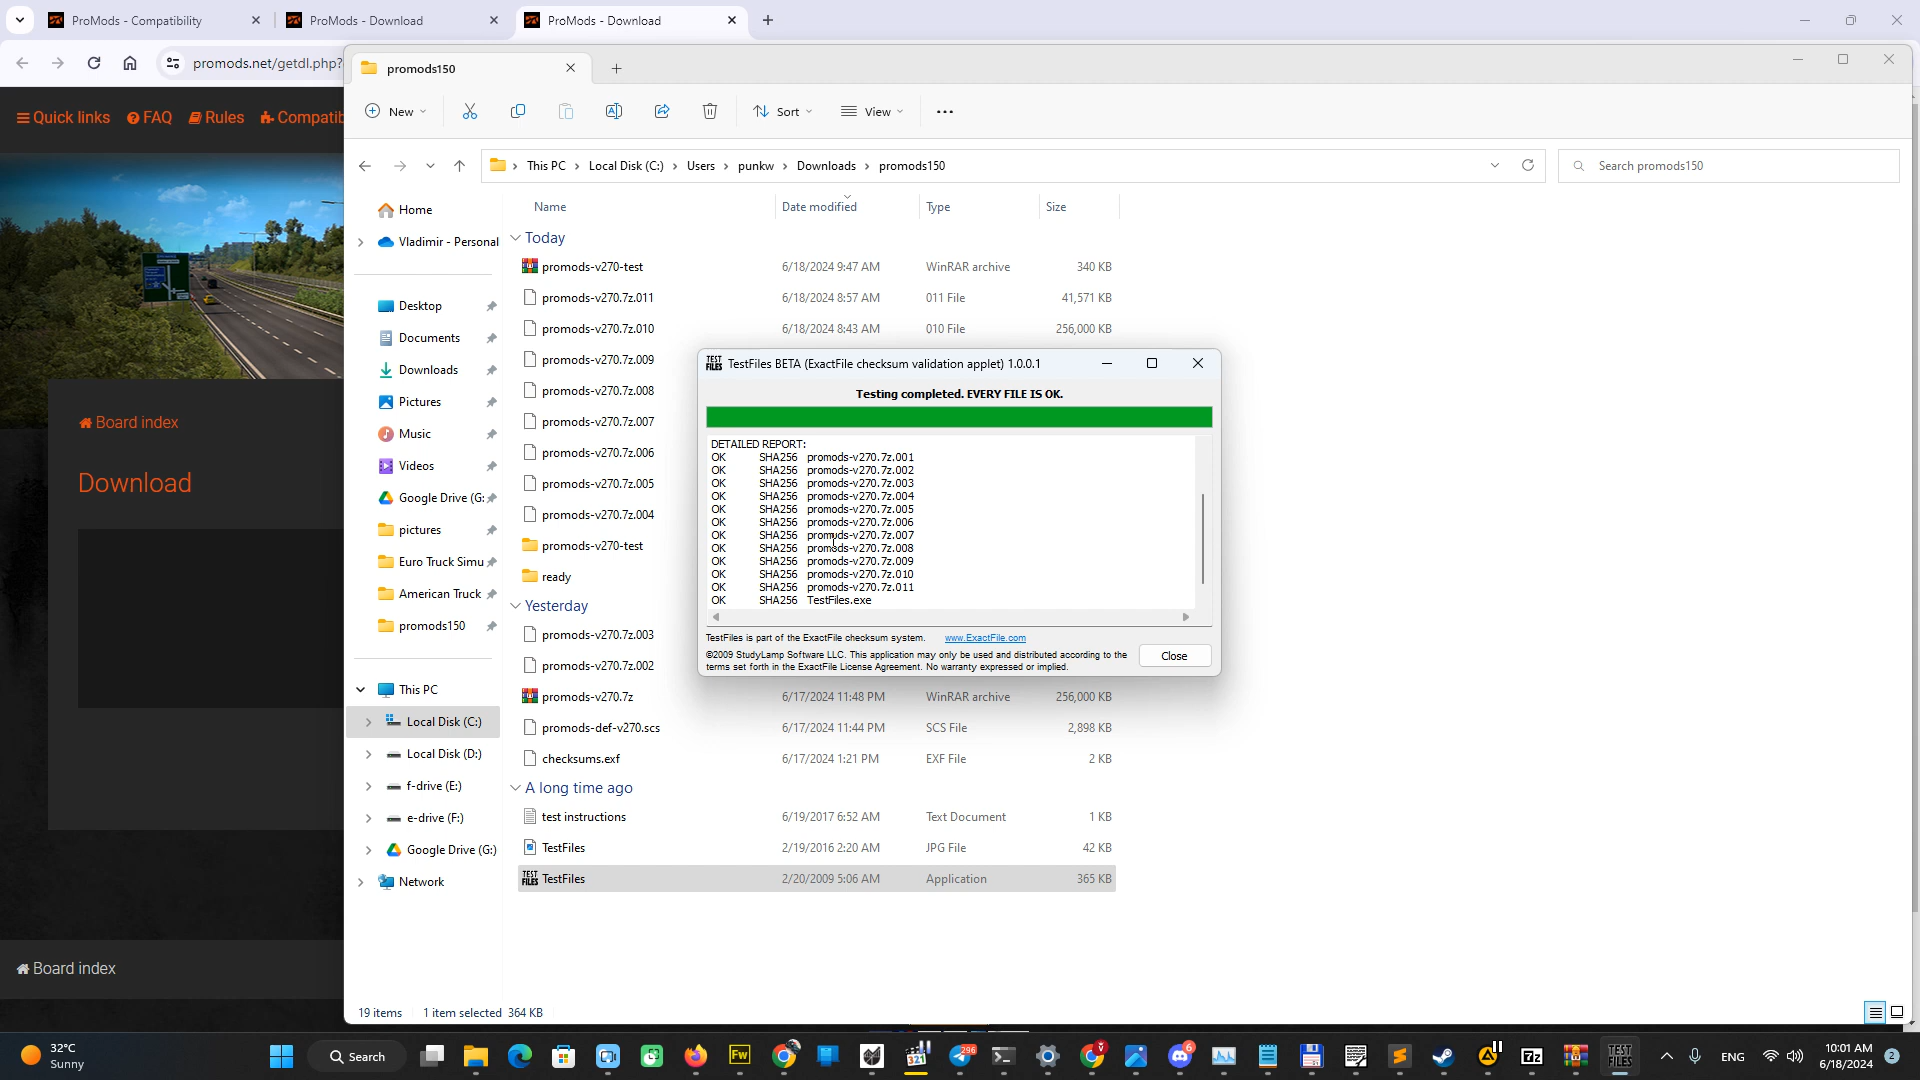 ProMods - Compatibility
ProMods - Download
ProMods - Download
promods.net/getdl.php?
Quick links
FAQ
Rules
Compatib
Board index
Download
Board index
promods150
New
Sort
View
This PC > Local Disk (C:) > Users > punkw > Downloads > promods150
Search promods150
Home
Vladimir - Personal
Desktop
Documents
Downloads
Pictures
Music
Videos
Google Drive (G:
pictures
Euro Truck Simu
American Truck
promods150
This PC
Local Disk (C:)
Local Disk (D:)
f-drive (E:)
e-drive (F:)
Google Drive (G:)
Network
Name Date modified Type Size
Today
promods-v270-test 6/18/2024 9:47 AM WinRAR archive 340 KB
promods-v270.7z.011 6/18/2024 8:57 AM 011 File 41,571 KB
promods-v270.7z.010 6/18/2024 8:43 AM 010 File 256,000 KB
promods-v270.7z.009
promods-v270.7z.008
promods-v270.7z.007
promods-v270.7z.006
promods-v270.7z.005
promods-v270.7z.004
promods-v270-test
ready
Yesterday
promods-v270.7z.003
promods-v270.7z.002
promods-v270.7z 6/17/2024 11:48 PM WinRAR archive 256,000 KB
promods-def-v270.scs 6/17/2024 11:44 PM SCS File 2,898 KB
checksums.exf 6/17/2024 1:21 PM EXF File 2 KB
A long time ago
test instructions 6/19/2017 6:52 AM Text Document 1 KB
TestFiles 2/19/2016 2:20 AM JPG File 42 KB
TestFiles 2/20/2009 5:06 AM Application 365 KB
19 items 1 item selected 364 KB
TEST FILES TestFiles BETA (ExactFile checksum validation applet) 1.0.0.1
Testing completed. EVERY FILE IS OK.
DETAILED REPORT:
OK SHA256 promods-v270.7z.001
OK SHA256 promods-v270.7z.002
OK SHA256 promods-v270.7z.003
OK SHA256 promods-v270.7z.004
OK SHA256 promods-v270.7z.005
OK SHA256 promods-v270.7z.006
OK SHA256 promods-v270.7z.007
OK SHA256 promods-v270.7z.008
OK SHA256 promods-v270.7z.009
OK SHA256 promods-v270.7z.010
OK SHA256 promods-v270.7z.011
OK SHA256 TestFiles.exe
TestFiles is part of the ExactFile checksum system. www.ExactFile.com
©2009 StudyLamp Software LLC. This application may only be used and distributed according to the
terms set forth in the ExactFile License Agreement. No warranty expressed or implied.
Close
32°C
Sunny
Search
Fw
321
296
6
7z
TEST FILES
ENG
10:01 AM
6/18/2024
2